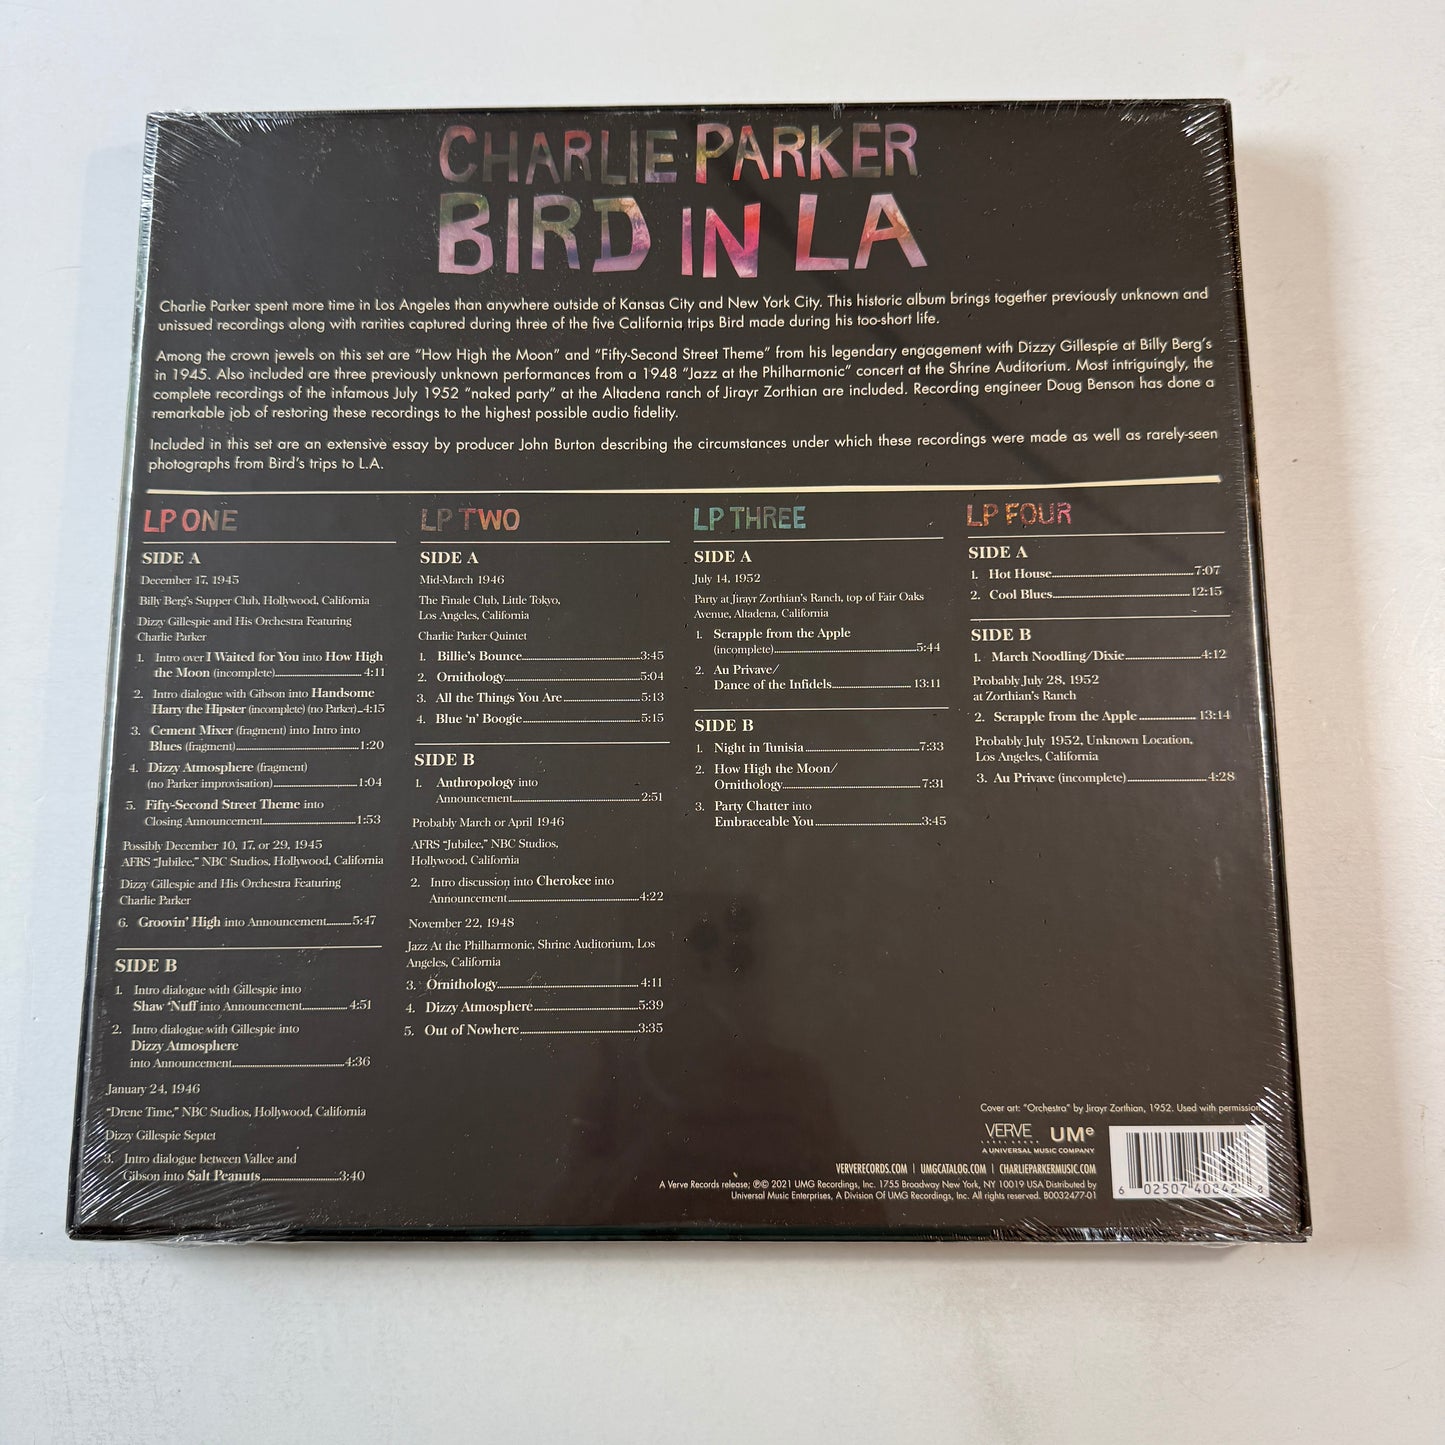 CHARLIE PARKER
BIRD IN LA
Charlie Parker spent more time in Los Angeles than anywhere outside of Kansas City and New York City. This historic album brings together previously unknown and
unissued recordings along with rarities captured during three of the five California trips Bird made during his too-short life.
Among the crown jewels on this set are "How High the Moon" and "Fifty-Second Street Theme" from his legendary engagement with Dizzy Gillespie at Billy Berg's
in 1945. Also included are three previously unknown performances from a 1948 "Jazz at the Philharmonic" concert at the Shrine Auditorium. Most intriguingly, the
complete recordings of the infamous July 1952 "naked party" at the Altadena ranch of Jirayr Zorthian are included. Recording engineer Doug Benson has done a
remarkable job of restoring these recordings to the highest possible audio fidelity.
Included in this set are an extensive essay by producer John Burton describing the circumstances under which these recordings were made as well as rarely-seen
photographs from Bird's trips to L.A.
LP ONE
SIDE A
December 17, 1945
Billy Berg's Supper Club, Hollywood, California
Dizzy Gillespie and His Orchestra Featuring
Charlie Parker
1. Intro over I Waited for You into How High
the Moon (incomplete) 4:11
2. Intro dialogue with Gibson into Handsome
Harry the Hipster (incomplete) (no Parker) 4:15
3. Cement Mixer (fragment) into Intro into
Blues (fragment) 1:20
4. Dizzy Atmosphere (fragment)
(no Parker improvisation) 1:04
5. Fifty-Second Street Theme into
Closing Announcement 1:53
Possibly December 10, 17, or 29, 1945
AFRS "Jubilee," NBC Studios, Hollywood, California
Dizzy Gillespie and His Orchestra Featuring
Charlie Parker
6. Groovin' High into Announcement 5:47
SIDE B
1. Intro dialogue with Gillespie into
Shaw 'Nuff into Announcement 4:51
2. Intro dialogue with Gillespie into
Dizzy Atmosphere
into Announcement 4:36
January 24, 1946
"Drene Time," NBC Studios, Hollywood, California
Dizzy Gillespie Septet
3. Intro dialogue between Vallee and
Gibson into Salt Peanuts 3:40
LP TWO
SIDE A
Mid-March 1946
The Finale Club, Little Tokyo,
Los Angeles, California
Charlie Parker Quintet
1. Billie's Bounce 3:45
2. Ornithology 5:04
3. All the Things You Are 5:13
4. Blue 'n' Boogie 5:15
SIDE B
1. Anthropology into
Announcement 2:51
Probably March or April 1946
AFRS "Jubilee," NBC Studios,
Hollywood, California
2. Intro discussion into Cherokee into
Announcement 4:22
November 22, 1948
Jazz At the Philharmonic, Shrine Auditorium, Los
Angeles, California
3. Ornithology 4:11
4. Dizzy Atmosphere 5:39
5. Out of Nowhere 3:35
LP THREE
SIDE A
July 14, 1952
Party at Jirayr Zorthian's Ranch, top of Fair Oaks
Avenue, Altadena, California
1. Scrapple from the Apple
(incomplete) 5:44
2. Au Privave/
Dance of the Infidels 13:11
SIDE B
1. Night in Tunisia 7:33
2. How High the Moon/
Ornithology 7:31
3. Party Chatter into
Embraceable You 3:45
LP FOUR
SIDE A
1. Hot House 7:07
2. Cool Blues 12:15
SIDE B
1. March Noodling/Dixie 4:12
Probably July 28, 1952
at Zorthian's Ranch
2. Scrapple from the Apple 13:14
Probably July 1952, Unknown Location,
Los Angeles, California
3. Au Privave (incomplete) 4:28
Cover art: "Orchestra" by Jirayr Zorthian, 1952. Used with permission.
VERVE
LABEL GROUP
UMe
A UNIVERSAL MUSIC COMPANY
VERVERECORDS.COM | UMGCATALOG.COM | CHARLIEPARKERMUSIC.COM
A Verve Records release; ℗© 2021 UMG Recordings, Inc. 1755 Broadway New York, NY 10019 USA Distributed by
Universal Music Enterprises, A Division Of UMG Recordings, Inc. All rights reserved. B0032477-01
6 02507 40842 8